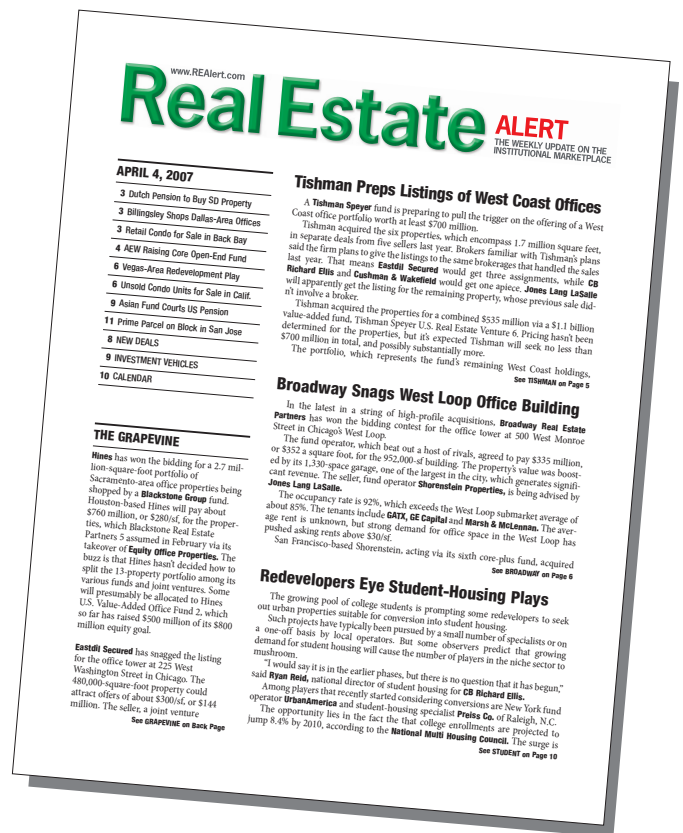 www.REAlert.com
Real Estate
ALERT
THE WEEKLY UPDATE ON THE
INSTITUTIONAL MARKETPLACE
APRIL 4, 2007
3 Dutch Pension to Buy SD Property
3 Billingsley Shops Dallas-Area Offices
3 Retail Condo for Sale in Back Bay
4 AEW Raising Core Open-End Fund
6 Vegas-Area Redevelopment Play
6 Unsold Condo Units for Sale in Calif.
9 Asian Fund Courts US Pension
11 Prime Parcel on Block in San Jose
8 NEW DEALS
9 INVESTMENT VEHICLES
10 CALENDAR
THE GRAPEVINE
Hines has won the bidding for a 2.7 mil-
lion-square-foot portfolio of
Sacramento-area office properties being
shopped by a Blackstone Group fund.
Houston-based Hines will pay about
$760 million, or $280/sf, for the proper-
ties, which Blackstone Real Estate
Partners 5 assumed in February via its
takeover of Equity Office Properties. The
buzz is that Hines hasn't decided how to
split the 13-property portfolio among its
various funds and joint ventures. Some
will presumably be allocated to Hines
U.S. Value-Added Office Fund 2, which
so far has raised $500 million of its $800
million equity goal.
Eastdil Secured has snagged the listing
for the office tower at 225 West
Washington Street in Chicago. The
480,000-square-foot property could
attract offers of about $300/sf, or $144
million. The seller, a joint venture
See GRAPEVINE on Back Page
Tishman Preps Listings of West Coast Offices
A Tishman Speyer fund is preparing to pull the trigger on the offering of a West
Coast office portfolio worth at least $700 million.
Tishman acquired the six properties, which encompass 1.7 million square feet,
in separate deals from five sellers last year. Brokers familiar with Tishman's plans
said the firm plans to give the listings to the same brokerages that handled the sales
last year. That means Eastdil Secured would get three assignments, while CB
Richard Ellis and Cushman & Wakefield would get one apiece. Jones Lang LaSalle
will apparently get the listing for the remaining property, whose previous sale did-
n't involve a broker.
Tishman acquired the properties for a combined $535 million via a $1.1 billion
value-added fund, Tishman Speyer U.S. Real Estate Venture 6. Pricing hasn't been
determined for the properties, but it's expected Tishman will seek no less than
$700 million in total, and possibly substantially more.
The portfolio, which represents the fund's remaining West Coast holdings,
See TISHMAN on Page 5
Broadway Snags West Loop Office Building
In the latest in a string of high-profile acquisitions, Broadway Real Estate
Partners has won the bidding contest for the office tower at 500 West Monroe
Street in Chicago's West Loop.
The fund operator, which beat out a host of rivals, agreed to pay $335 million,
or $352 a square foot, for the 952,000-sf building. The property's value was boost-
ed by its 1,330-space garage, one of the largest in the city, which generates signifi-
cant revenue. The seller, fund operator Shorenstein Properties, is being advised by
Jones Lang LaSalle.
The occupancy rate is 92%, which exceeds the West Loop submarket average of
about 85%. The tenants include GATX, GE Capital and Marsh & McLennan. The aver-
age rent is unknown, but strong demand for office space in the West Loop has
pushed asking rents above $30/sf.
San Francisco-based Shorenstein, acting via its sixth core-plus fund, acquired
See BROADWAY on Page 6
Redevelopers Eye Student-Housing Plays
The growing pool of college students is prompting some redevelopers to seek
out urban properties suitable for conversion into student housing.
Such projects have typically been pursued by a small number of specialists or on
a one-off basis by local operators. But some observers predict that growing
demand for student housing will cause the number of players in the niche sector to
mushroom.
"I would say it is in the earlier phases, but there is no question that it has begun,"
said Ryan Reid, national director of student housing for CB Richard Ellis.
Among players that recently started considering conversions are New York fund
operator UrbanAmerica and student-housing specialist Preiss Co. of Raleigh, N.C.
The opportunity lies in the fact the that college enrollments are projected to
jump 8.4% by 2010, according to the National Multi Housing Council. The surge is
See STUDENT on Page 10